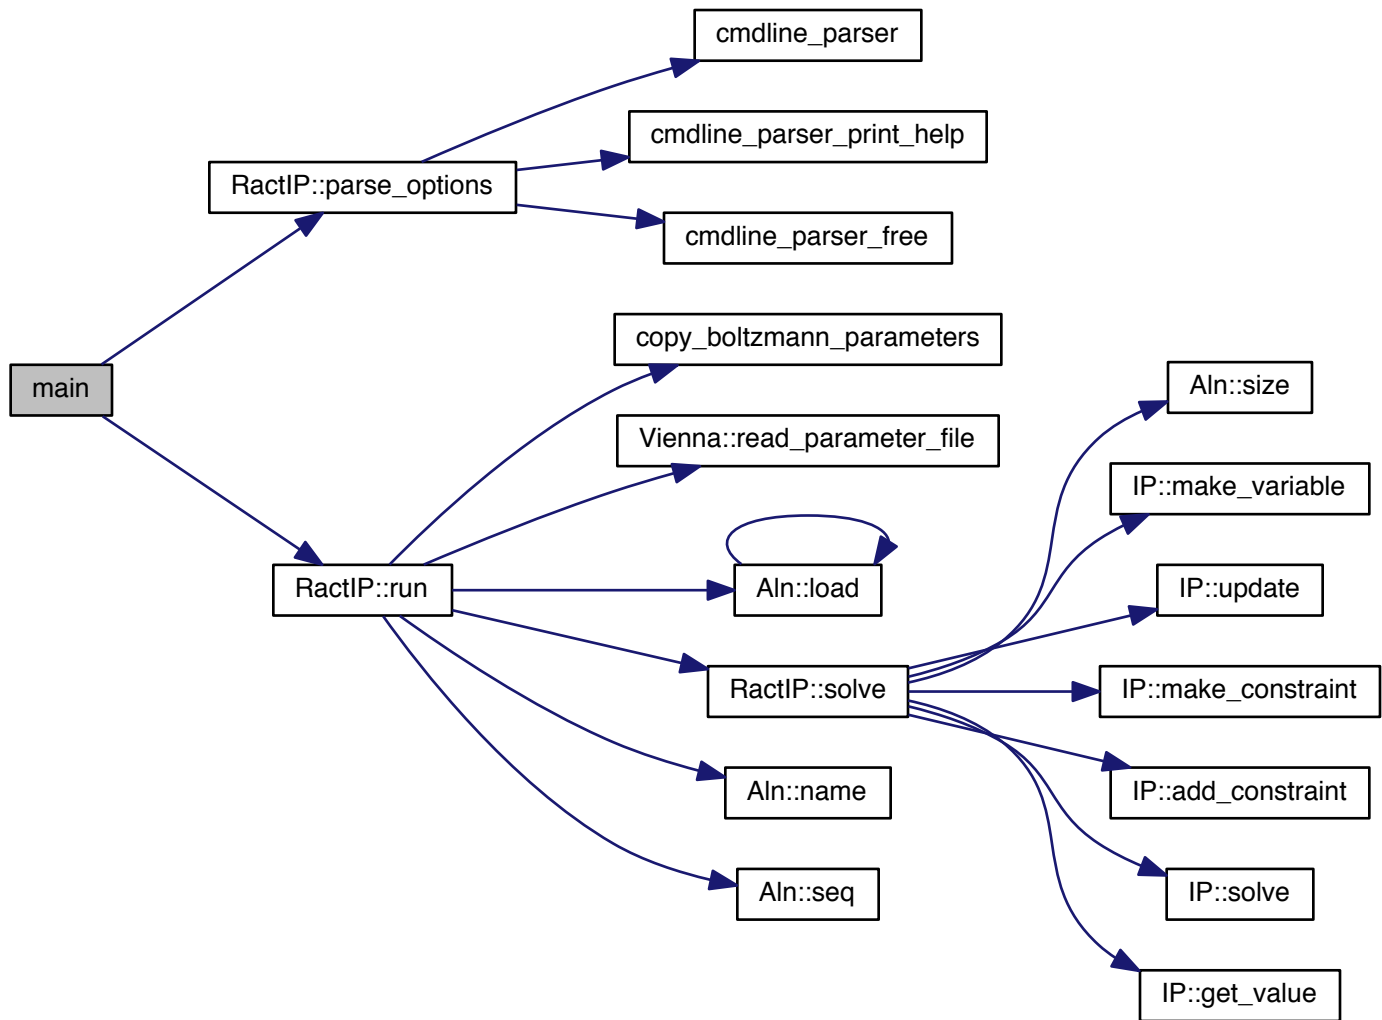 cmdline_parser
cmdline_parser_print_help
RactIP::parse_options
cmdline_parser_free
copy_boltzmann_parameters
main
Aln::size
Vienna::read_parameter_file
IP::make_variable
RactIP::run
Aln::load
IP::update
RactIP::solve
IP::make_constraint
Aln::name
IP::add_constraint
Aln::seq
IP::solve
IP::get_value